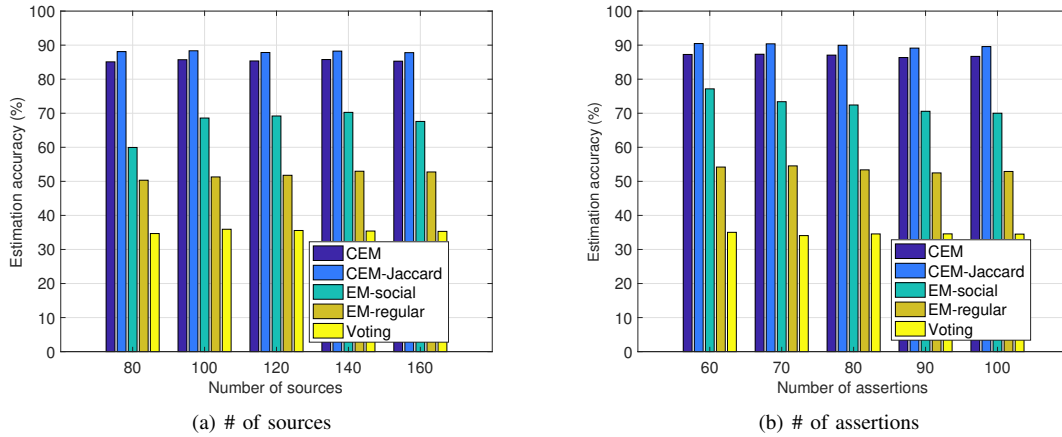 100
90
80
70
60
50
40
30
20
10
0
Estimation accuracy (%)
CEM
CEM-Jaccard
EM-social
EM-regular
Voting
80 100 120 140 160
Number of sources
(a) # of sources
100
90
80
70
60
50
40
30
20
10
0
Estimation accuracy (%)
CEM
CEM-Jaccard
EM-social
EM-regular
Voting
60 70 80 90 100
Number of assertions
(b) # of assertions